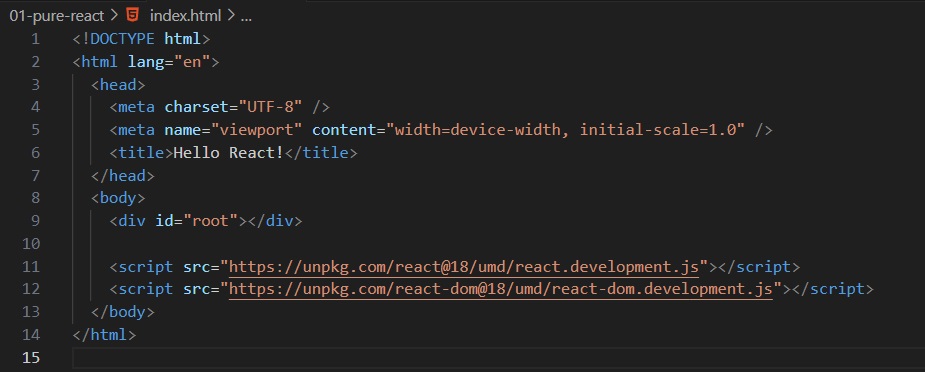 01-pure-react > index.html > ...
1 <!DOCTYPE html>
2 <html lang="en">
3   <head>
4     <meta charset="UTF-8" />
5     <meta name="viewport" content="width=device-width, initial-scale=1.0" />
6     <title>Hello React!</title>
7   </head>
8   <body>
9     <div id="root"></div>
10
11     <script src="https://unpkg.com/react@18/umd/react.development.js"></script>
12     <script src="https://unpkg.com/react-dom@18/umd/react-dom.development.js"></script>
13   </body>
14 </html>
15